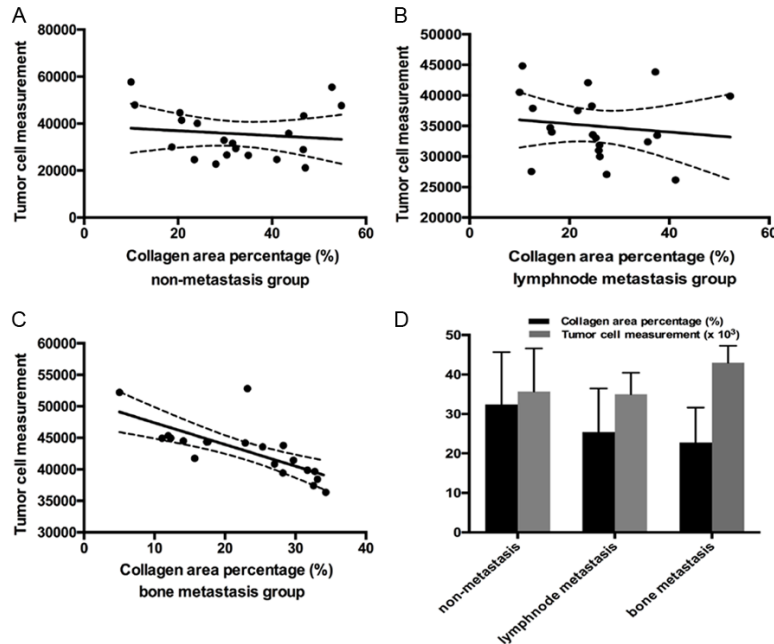 A
Tumor cell measurement
80000
60000
40000
20000
0
0 20 40 60
Collagen area percentage (%)
non-metastasis group
B
Tumor cell measurement
50000
45000
40000
35000
30000
25000
20000
0 20 40 60
Collagen area percentage (%)
lymphnode metastasis group
C
Tumor cell measurement
60000
55000
50000
45000
40000
35000
30000
0 10 20 30 40
Collagen area percentage (%)
bone metastasis group
D
Collagen area percentage (%)
Tumor cell measurement (x 10³)
50
40
30
20
10
0
non-metastasis
lymphnode metastasis
bone metastasis